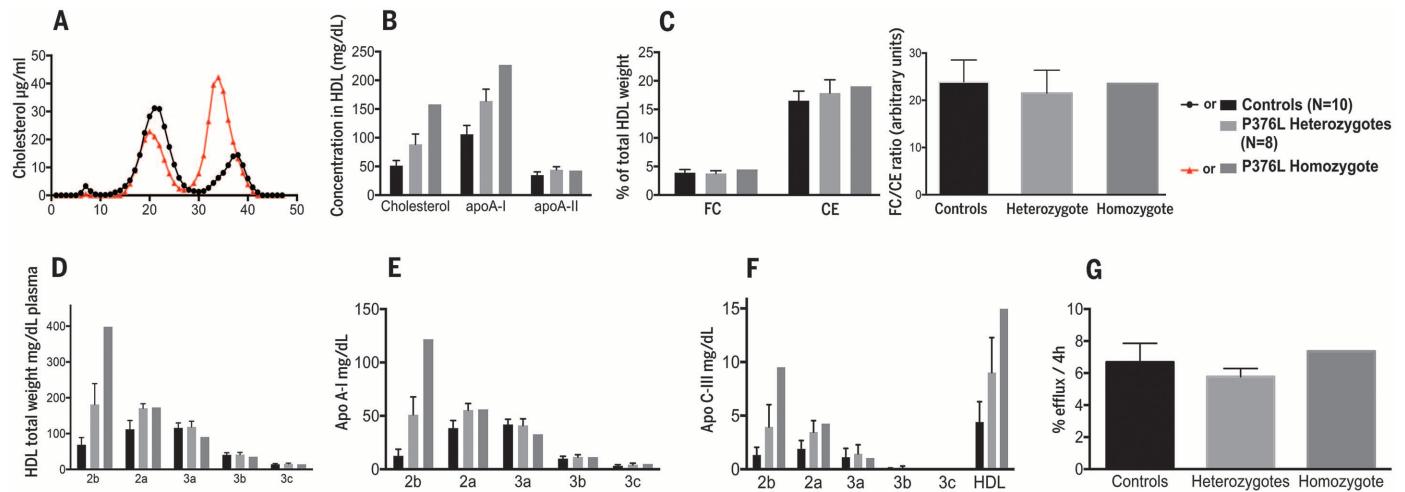 A
Cholesterol µg/ml
50
40
30
20
10
0
0 10 20 30 40 50
B
Concentration in HDL (mg/dL)
250
200
150
100
50
0
Cholesterol apoA-I apoA-II
C
% of total HDL weight
25
20
15
10
5
0
FC CE
FC/CE ratio (arbitrary units)
30
20
10
0
Controls Heterozygote Homozygote
or Controls (N=10)
P376L Heterozygotes
(N=8)
or P376L Homozygote
D
HDL total weight mg/dL plasma
400
300
200
100
0
2b 2a 3a 3b 3c
E
Apo A-I mg/dL
150
100
50
0
2b 2a 3a 3b 3c
F
Apo C-III mg/dL
15
10
5
0
2b 2a 3a 3b 3c HDL
G
% efflux / 4h
10
8
6
4
2
0
Controls Heterozygotes Homozygote